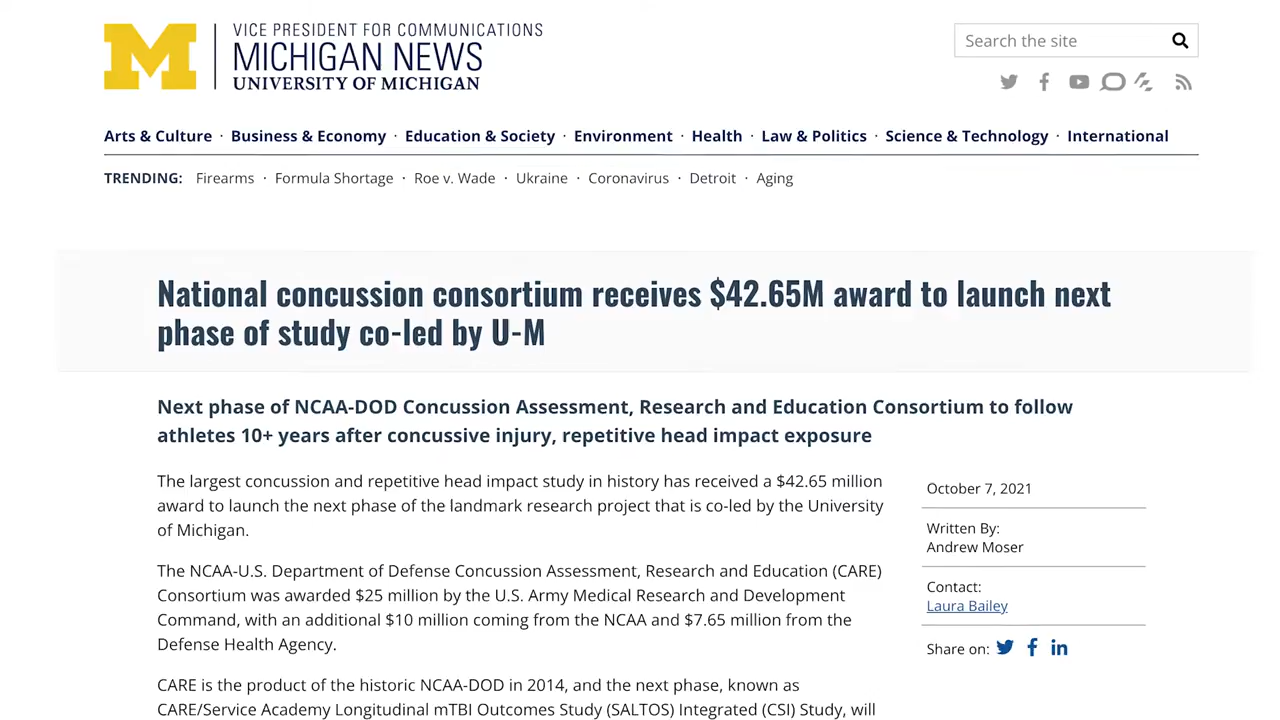 VICE PRESIDENT FOR COMMUNICATIONS
MICHIGAN NEWS
UNIVERSITY OF MICHIGAN
Search the site
Arts & Culture · Business & Economy · Education & Society · Environment · Health · Law & Politics · Science & Technology · International
TRENDING: Firearms · Formula Shortage · Roe v. Wade · Ukraine · Coronavirus · Detroit · Aging
National concussion consortium receives $42.65M award to launch next
phase of study co-led by U-M
Next phase of NCAA-DOD Concussion Assessment, Research and Education Consortium to follow
athletes 10+ years after concussive injury, repetitive head impact exposure
The largest concussion and repetitive head impact study in history has received a $42.65 million
award to launch the next phase of the landmark research project that is co-led by the University
of Michigan.
The NCAA-U.S. Department of Defense Concussion Assessment, Research and Education (CARE)
Consortium was awarded $25 million by the U.S. Army Medical Research and Development
Command, with an additional $10 million coming from the NCAA and $7.65 million from the
Defense Health Agency.
CARE is the product of the historic NCAA-DOD in 2014, and the next phase, known as
CARE/Service Academy Longitudinal mTBI Outcomes Study (SALTOS) Integrated (CSI) Study, will
October 7, 2021
Written By:
Andrew Moser
Contact:
Laura Bailey
Share on: